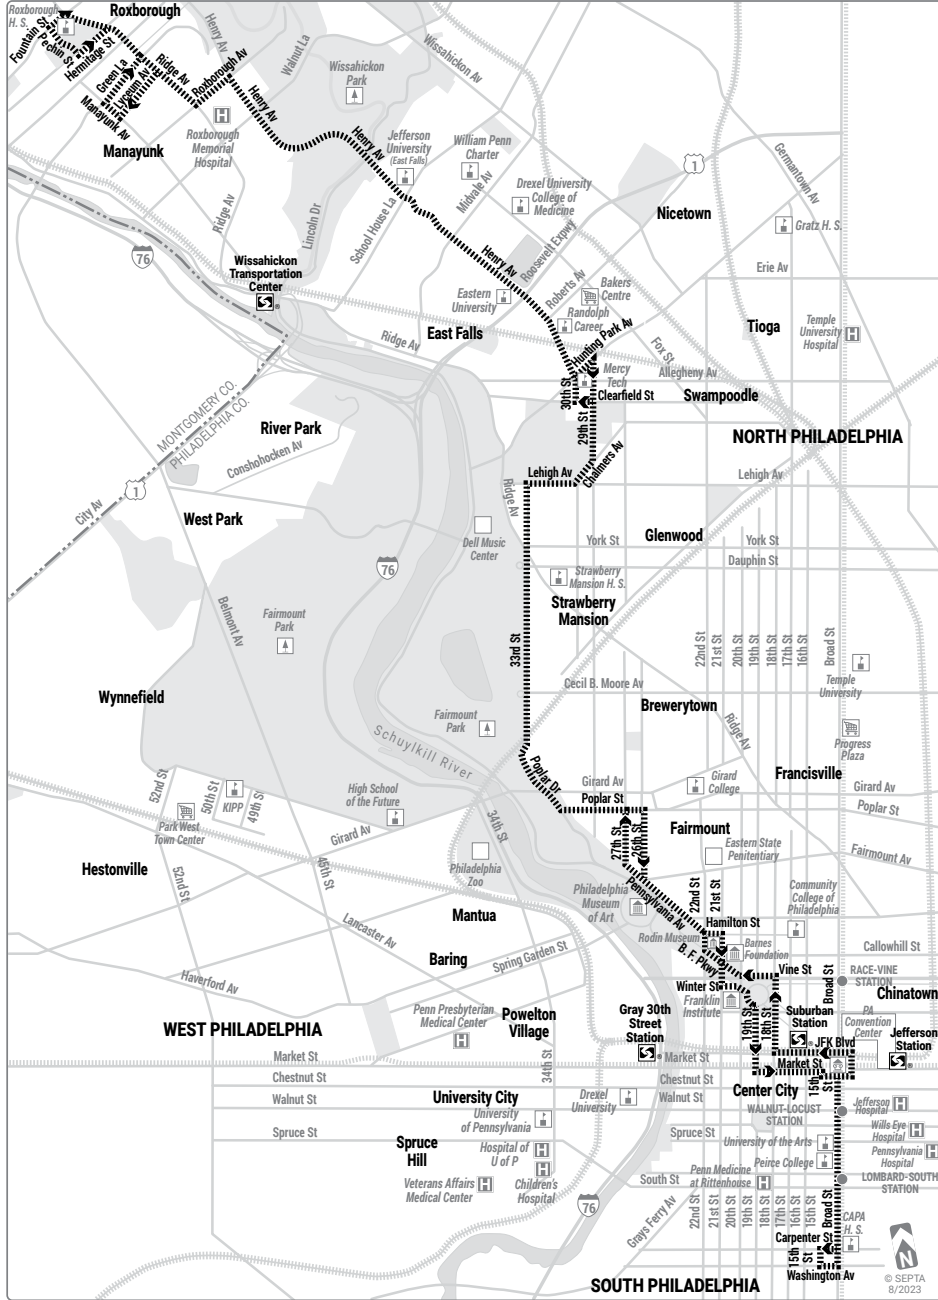 Roxborough
H. S.
Roxborough
Fountain St
Pechin St
Hermitage St
Henry Av
Walnut La
Wissahickon Av
Green La
Lyceum Av
Ridge Av
Roxborough Av
Wissahickon
Park
Henry Av
Manayunk Av
Manayunk
Roxborough
Memorial
Hospital
Henry Av
Jefferson
University
(East Falls)
William Penn
Charter
Midvale Av
Drexel University
College of
Medicine
1
Germantown Av
Nicetown
Gratz H. S.
Ridge Av
Lincoln Dr
School House La
76
Wissahickon
Transportation
Center
®
Henry Av
Roosevelt Expwy
Erie Av
Eastern
University
Roberts Av
Bakers
Centre
Randolph
Career
East Falls
Ridge Av
Hunting Park Av
Fox St
Tioga
Temple
University
Hospital
Mercy
Tech
Allegheny Av
30th St
Clearfield St
29th St
Swampoodle
MONTGOMERY CO.
PHILADELPHIA CO.
River Park
Conshohocken Av
NORTH PHILADELPHIA
Chalmers Av
Lehigh Av
Lehigh Av
Ridge Av
1
City Av
West Park
Dell Music
Center
Glenwood
York St
York St
Dauphin St
76
Strawberry
Mansion H. S.
Strawberry
Mansion
Belmont Av
Fairmount
Park
33rd St
22nd St
21st St
20th St
19th St
18th St
17th St
16th St
Broad St
Temple
University
Cecil B. Moore Av
Wynnefield
Brewerytown
Fairmount
Park
Ridge Av
Progress
Plaza
Schuylkill River
Poplar Dr
Francisville
52nd St
50th St
KIPP
49th St
High School
of the Future
Girard Av
Poplar St
Girard
College
Girard Av
Poplar St
Park West
Town Center
Girard Av
34th St
27th St
26th St
Fairmount
Eastern State
Penitentiary
Fairmount Av
Hestonville
52nd St
45th St
Philadelphia
Zoo
Philadelphia
Museum
of Art
Pennsylvania Av
22nd St
21st St
Community
College of
Philadelphia
Mantua
Lancaster Av
Hamilton St
Rodin Museum
Barnes
Foundation
Callowhill St
Baring
Spring Garden St
B. F. Pkwy
Vine St
Broad St
RACE-VINE
STATION
Haverford Av
Winter St
Franklin
Institute
Chinatown
Penn Presbyterian
Medical Center
Powelton
Village
Gray 30th
Street
Station
®
19th St
18th St
Suburban
Station
®
PA
Convention
Center
Jefferson
Station
®
WEST PHILADELPHIA
JFK Blvd
Market St
34th St
Market St
Market St
15th
St
Chestnut St
Chestnut St
Center City
Walnut St
University City
Drexel
University
Walnut St
WALNUT-LOCUST
STATION
Jefferson
Hospital
University
of Pennsylvania
Wills Eye
Hospital
Spruce St
Spruce
Hill
Spruce St
University of the Arts
Hospital of
U of P
Peirce College
Pennsylvania
Hospital
Veterans Affairs
Medical Center
Children's
Hospital
South St
Penn Medicine
at Rittenhouse
LOMBARD-SOUTH
STATION
76
Grays Ferry Av
22nd St
21st St
20th St
19th St
18th St
17th St
16th St
15th St
Broad St
CAPA
H. S.
Carpenter St
15th
St
Washington Av
N
© SEPTA
8/2023
SOUTH PHILADELPHIA